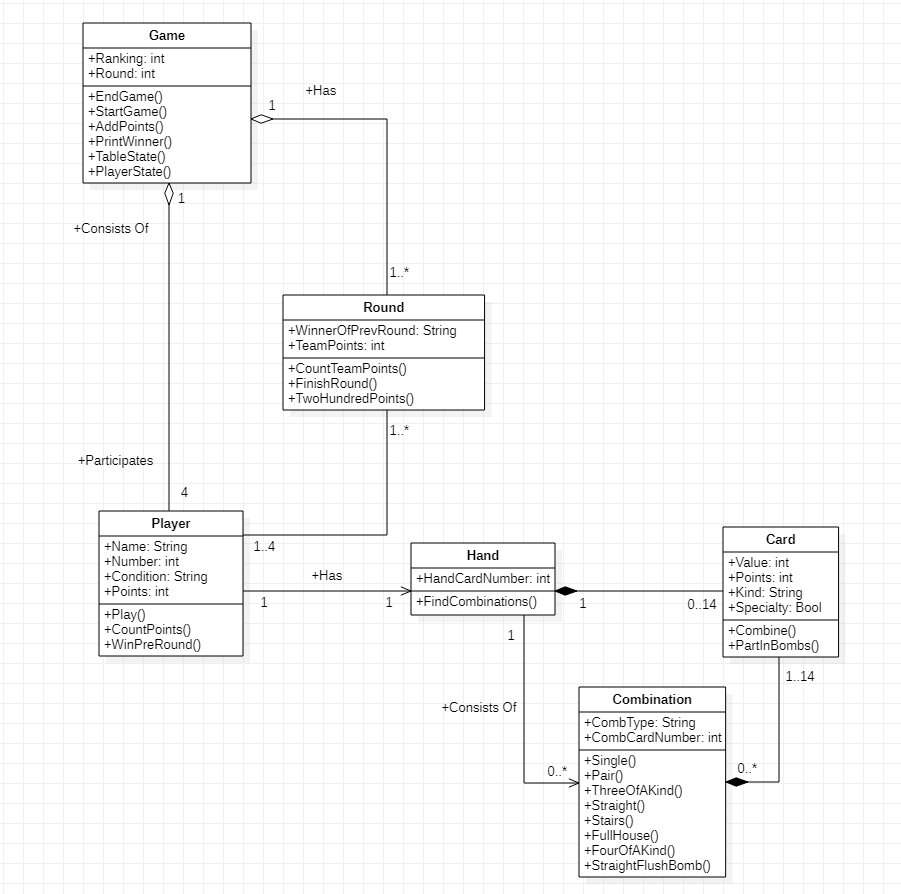 Game
+Ranking: int
+Round: int
+EndGame()
+StartGame()
+AddPoints()
+PrintWinner()
+TableState()
+PlayerState()
+Has
1
1
+Consists Of
1..*
Round
+WinnerOfPrevRound: String
+TeamPoints: int
+CountTeamPoints()
+FinishRound()
+TwoHundredPoints()
1..*
+Participates
4
Player
+Name: String
+Number: int
+Condition: String
+Points: int
+Play()
+CountPoints()
+WinPreRound()
1..4
+Has
1
1
Hand
+HandCardNumber: int
+FindCombinations()
1
0..14
Card
+Value: int
+Points: int
+Kind: String
+Specialty: Bool
+Combine()
+PartInBombs()
1
+Consists Of
0..*
1..14
0..*
Combination
+CombType: String
+CombCardNumber: int
+Single()
+Pair()
+ThreeOfAKind()
+Straight()
+Stairs()
+FullHouse()
+FourOfAKind()
+StraightFlushBomb()